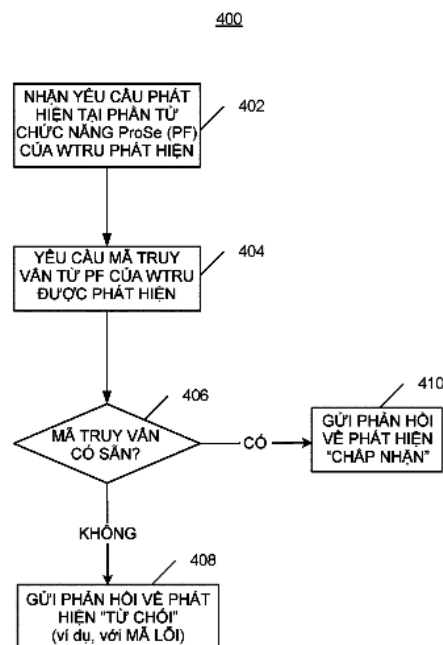 400
NHẬN YÊU CẦU PHÁT
HIỆN TẠI PHẦN TỬ
CHỨC NĂNG ProSe (PF)
CỦA WTRU PHÁT HIỆN
402
YÊU CẦU MÃ TRUY
VẤN TỪ PF CỦA WTRU
ĐƯỢC PHÁT HIỆN
404
MÃ TRUY VẤN
CÓ SẴN?
406
CÓ
GỬI PHẢN HỒI
VỀ PHÁT HIỆN
"CHẤP NHẬN"
410
KHÔNG
408
GỬI PHẢN HỒI VỀ PHÁT
HIỆN "TỪ CHỐI"
(ví dụ, với MÃ LỖI)